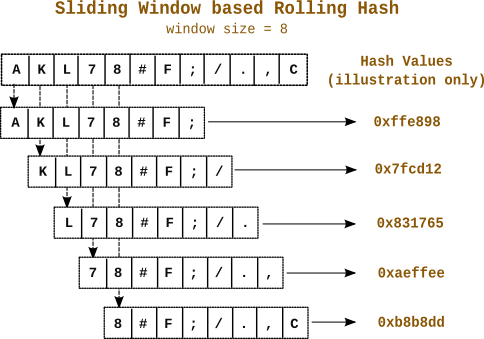 Sliding Window based Rolling Hash
window size = 8
A K L 7 8 # F ; / . , C
Hash Values
(illustration only)
A K L 7 8 # F ; 0xffe898
K L 7 8 # F ; / 0x7fcd12
L 7 8 # F ; / . 0x831765
7 8 # F ; / . , 0xaeffee
8 # F ; / . , C 0xb8b8dd